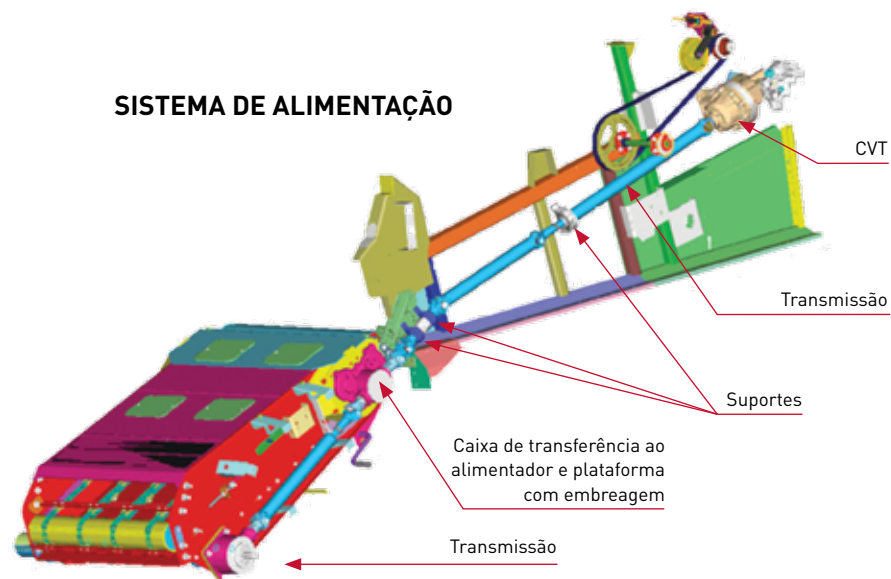 SISTEMA DE ALIMENTAÇÃO
CVT
Transmissão
Suportes
Caixa de transferência ao
alimentador e plataforma
com embreagem
Transmissão